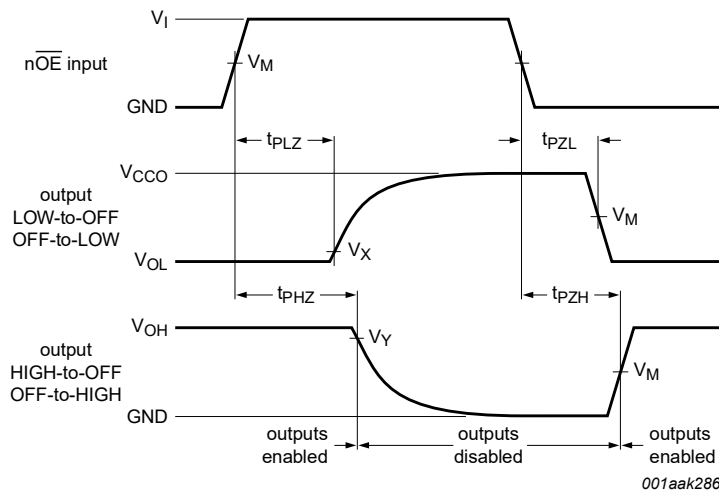 V_I
nO̅E̅ input
V_M
GND
t_PLZ
t_PZL
V_CCO
output
LOW-to-OFF
OFF-to-LOW
V_M
V_X
V_OL
t_PHZ
t_PZH
V_OH
V_Y
output
HIGH-to-OFF
OFF-to-HIGH
V_M
GND
outputs
enabled
outputs
disabled
outputs
enabled
001aak286